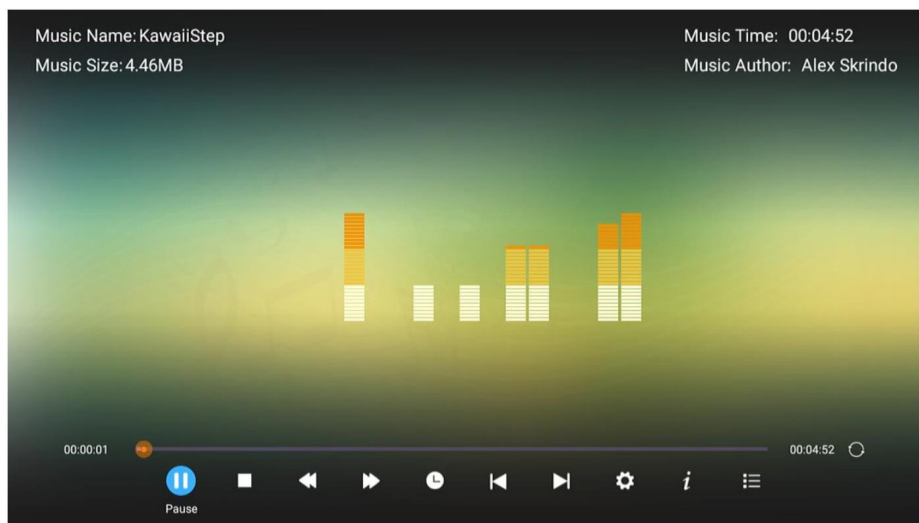 Music Name: KawaiiStep
Music Size: 4.46MB
Music Time: 00:04:52
Music Author: Alex Skrindo
00:00:01
00:04:52
i
Pause